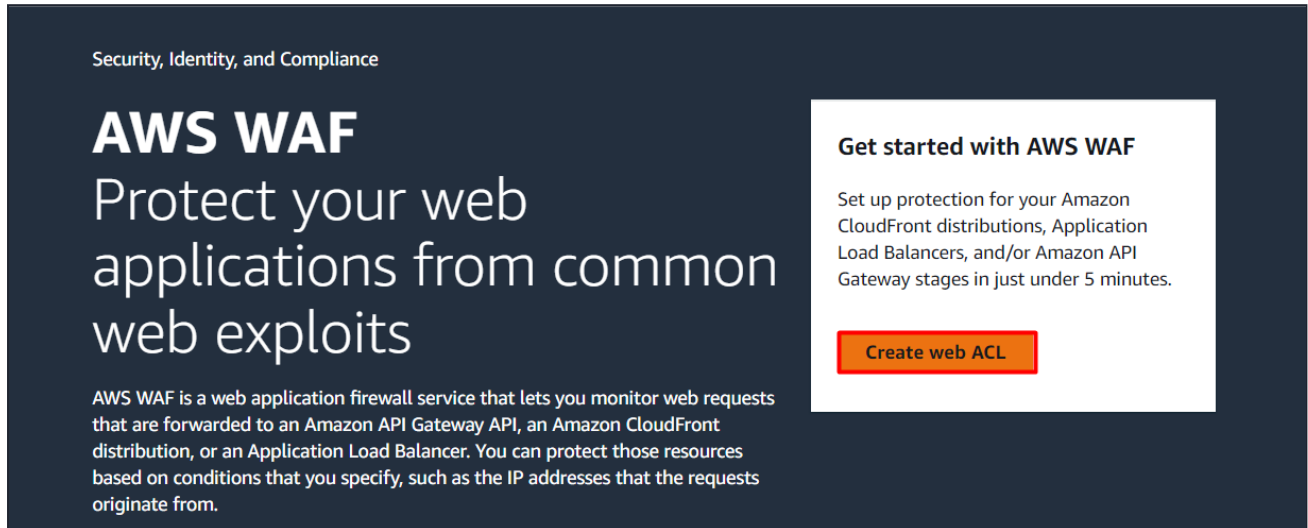 Security, Identity, and Compliance
AWS WAF
Protect your web
applications from common
web exploits
AWS WAF is a web application firewall service that lets you monitor web requests
that are forwarded to an Amazon API Gateway API, an Amazon CloudFront
distribution, or an Application Load Balancer. You can protect those resources
based on conditions that you specify, such as the IP addresses that the requests
originate from.
Get started with AWS WAF
Set up protection for your Amazon
CloudFront distributions, Application
Load Balancers, and/or Amazon API
Gateway stages in just under 5 minutes.
Create web ACL